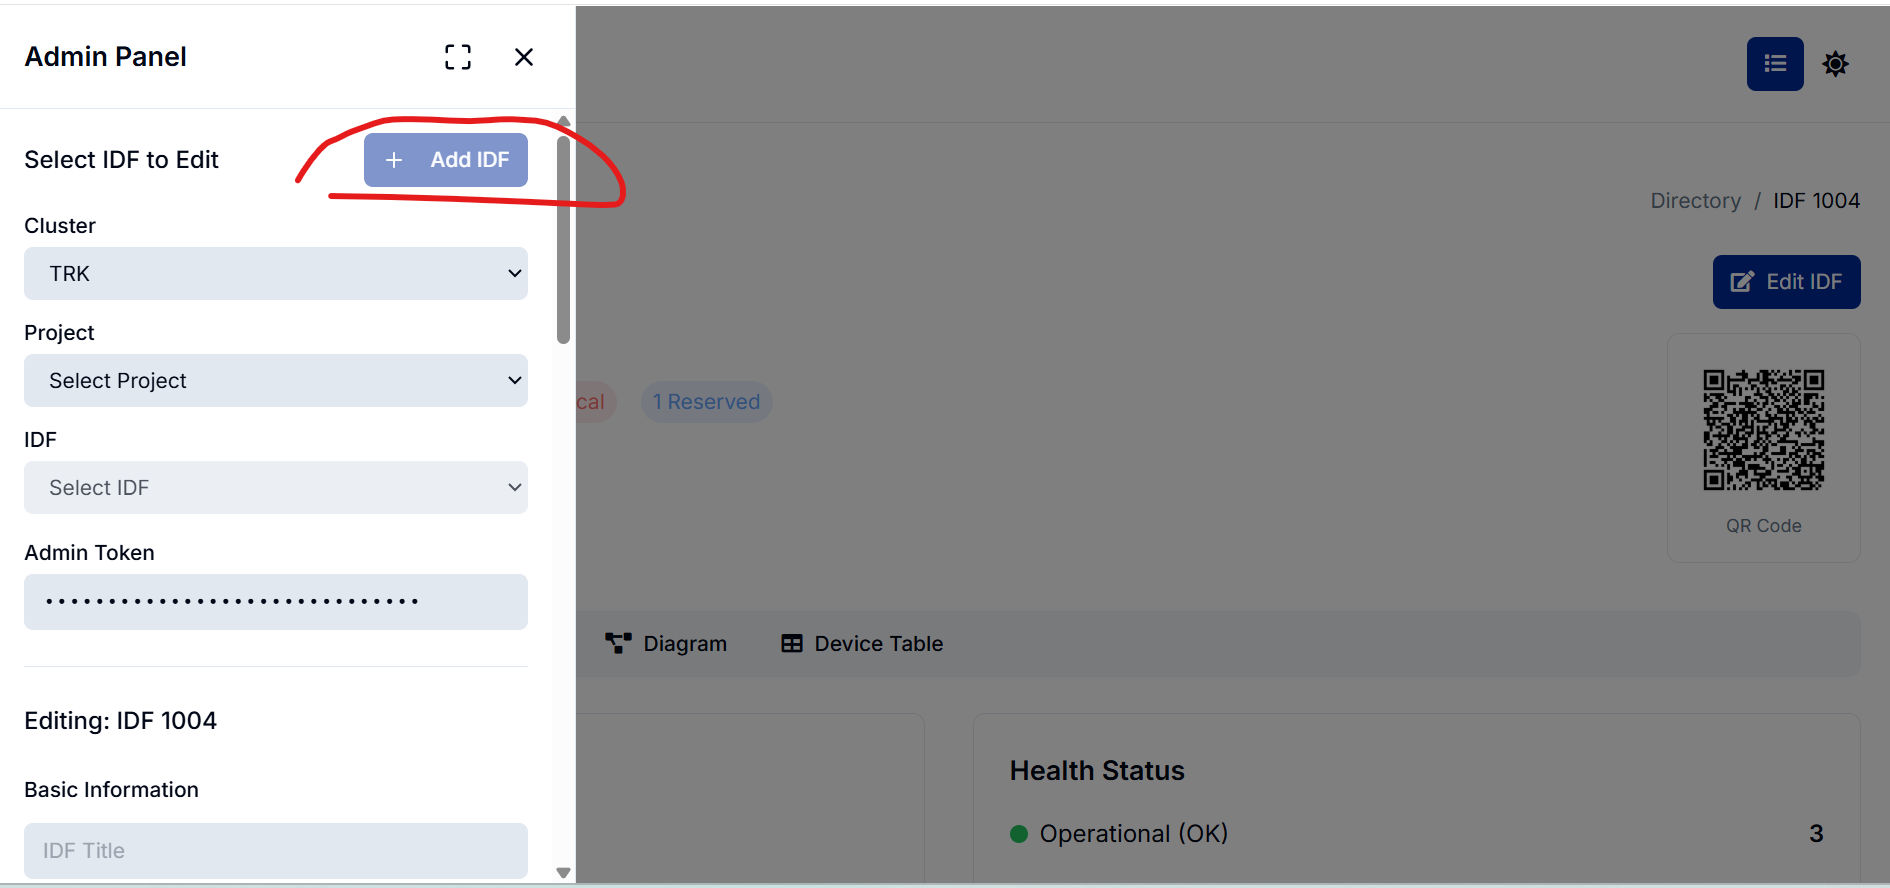 Admin Panel
Select IDF to Edit
+ Add IDF
Cluster
TRK
Project
Select Project
IDF
Select IDF
Admin Token
••••••••••••••••••••••••••••••
Editing: IDF 1004
Basic Information
IDF Title
Directory / IDF 1004
Edit IDF
cal
1 Reserved
QR Code
Diagram
Device Table
Health Status
Operational (OK) 3